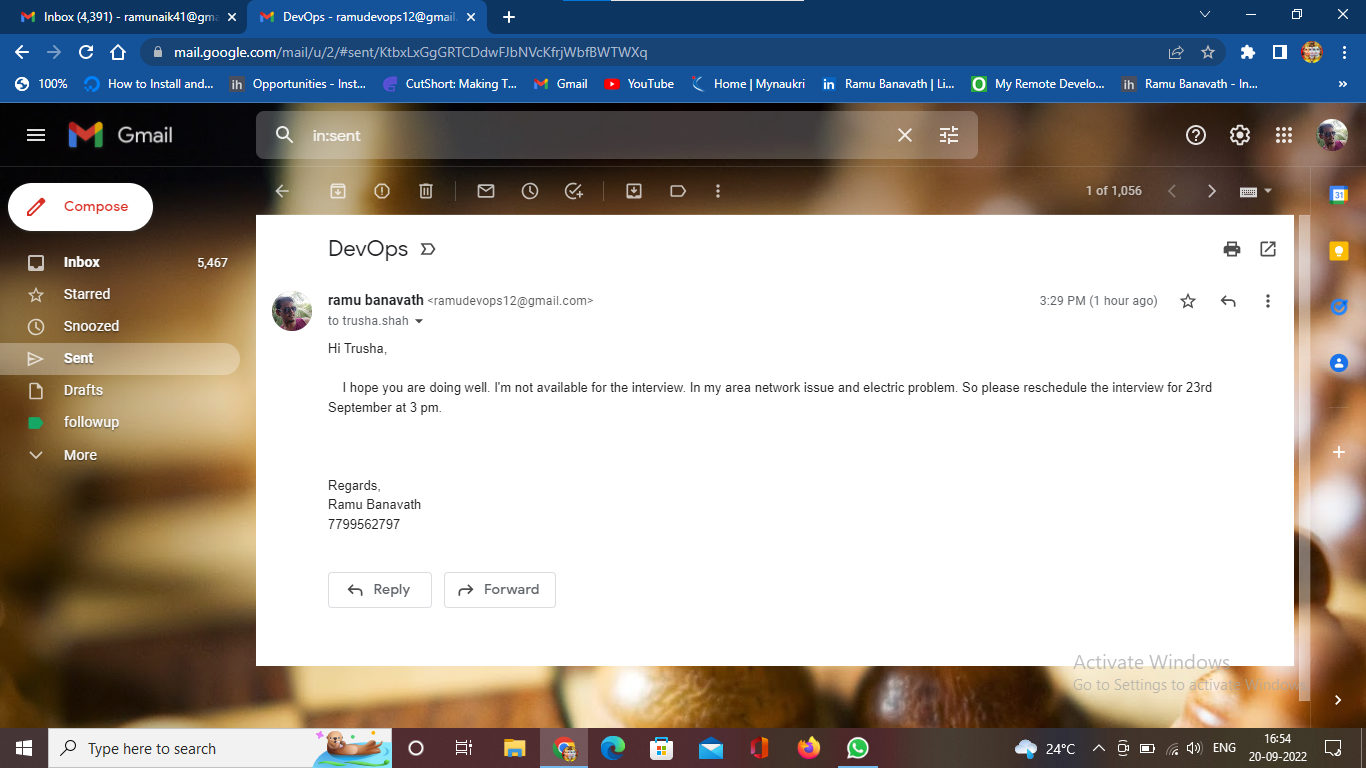 Inbox (4,391) - ramunaik41@gma
DevOps - ramudevops12@gmail.
mail.google.com/mail/u/2/#sent/KtbxLxGgGRTCDdwFJbNVcKfrjWbfBWTWXq
100%
How to Install and...
ih Opportunities - Inst...
CutShort: Making T...
Gmail
YouTube
Home | Mynaukri
in Ramu Banavath | Li...
My Remote Develo...
ih Ramu Banavath - In...
»
Gmail
in:sent
Compose
1 of 1,056
31
DevOps
Inbox 5,467
Starred
Snoozed
Sent
Drafts
followup
More
ramu banavath <ramudevops12@gmail.com>
3:29 PM (1 hour ago)
to trusha.shah
Hi Trusha,
I hope you are doing well. I'm not available for the interview. In my area network issue and electric problem. So please reschedule the interview for 23rd
September at 3 pm.
Regards,
Ramu Banavath
7799562797
Reply
Forward
Activate Windows
Go to Settings to activate Windows.
Type here to search
24°C
ENG
16:54
20-09-2022